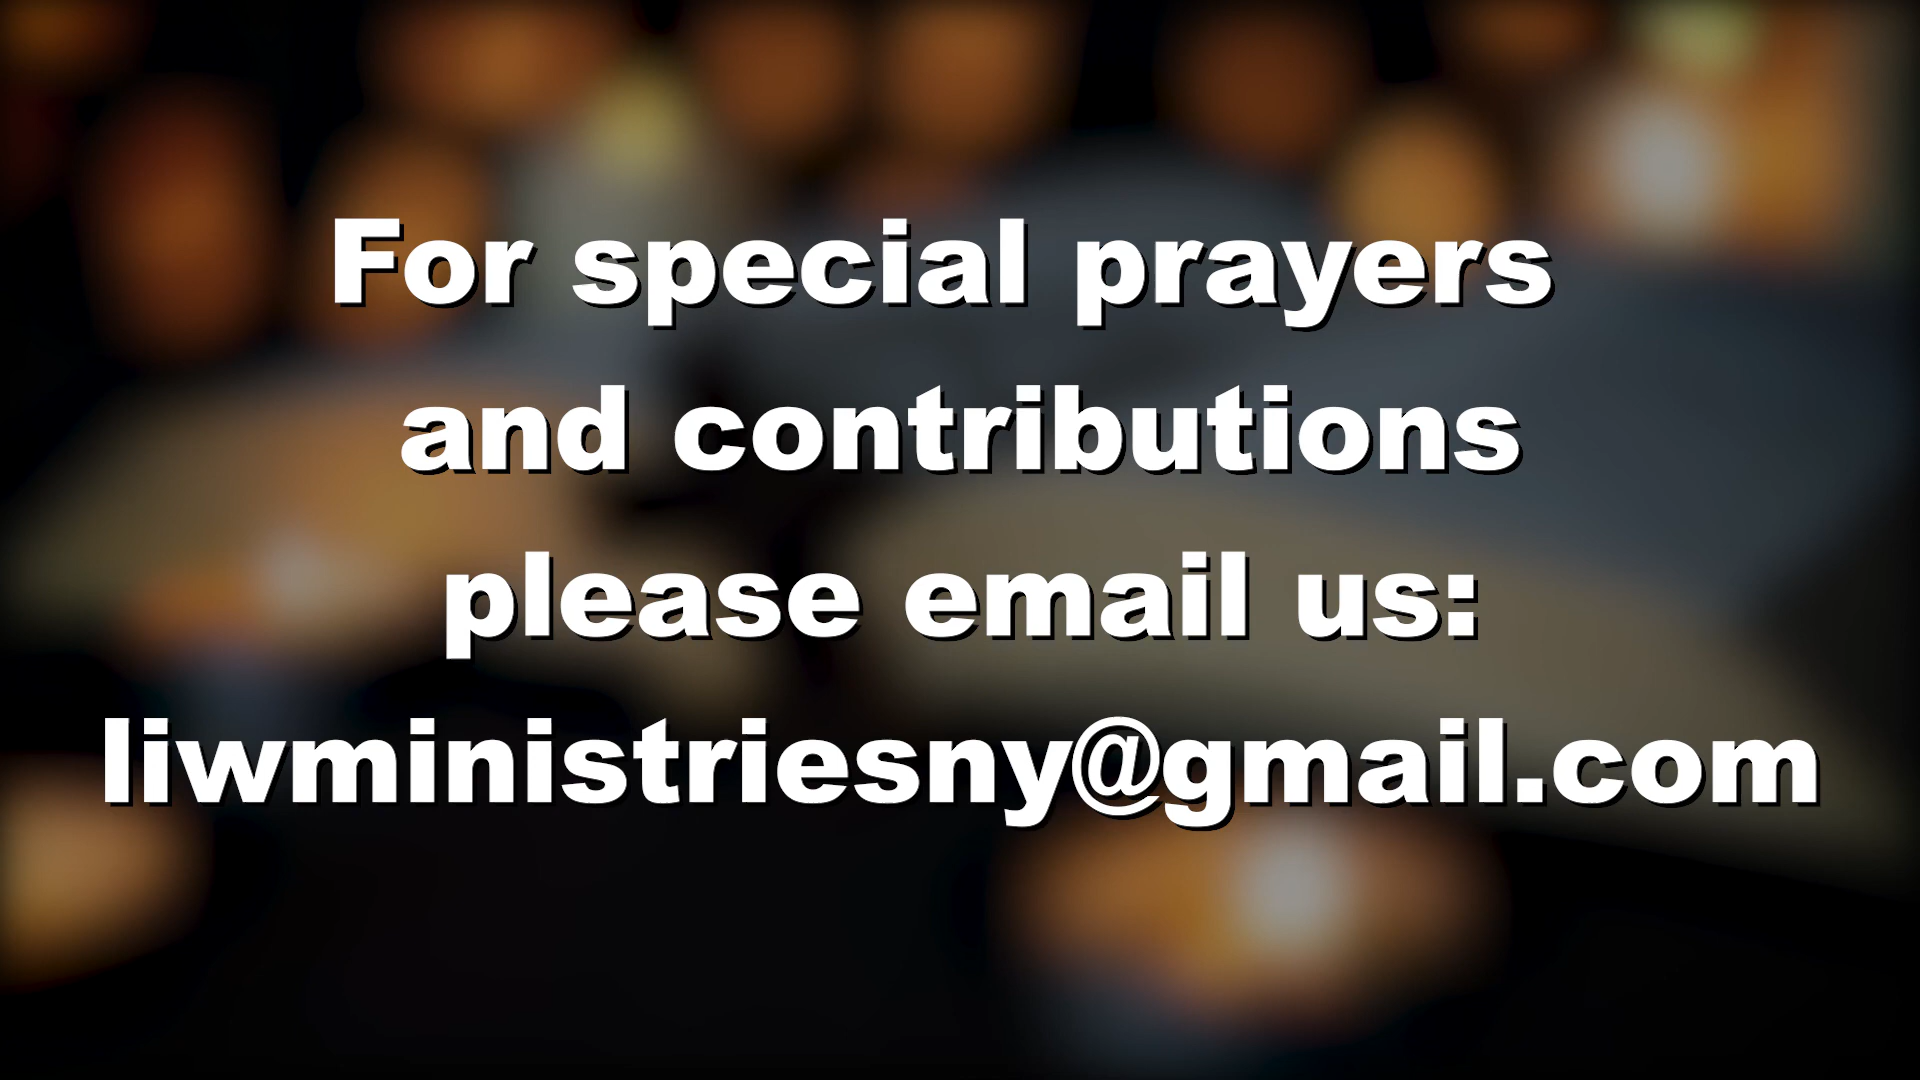 For special prayers
and contributions
please email us:
liwministriesny@gmail.com